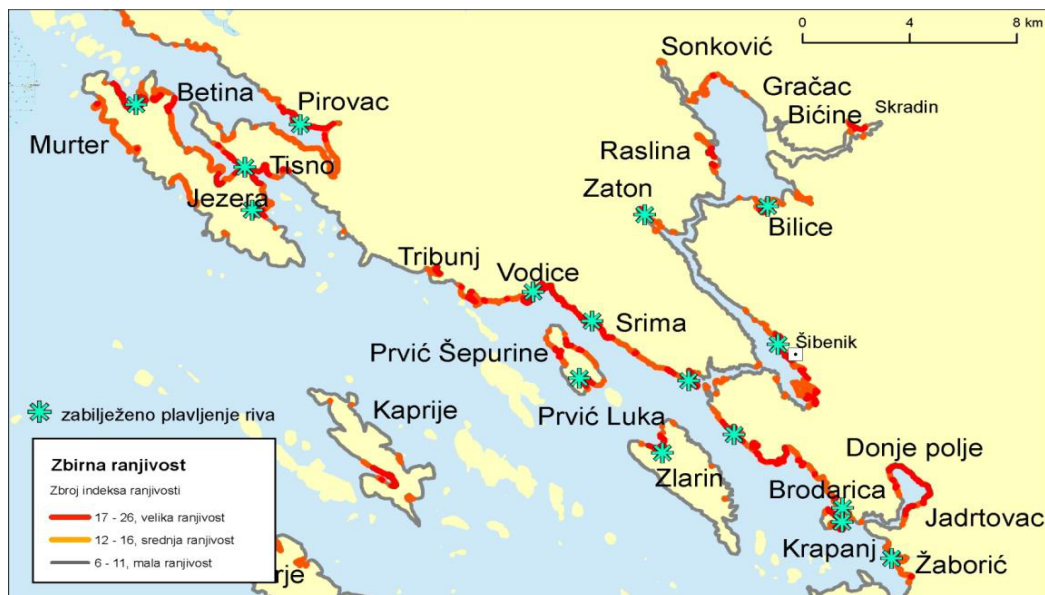 0 4 8 km
Sonković
Gračac
Betina
Pirovac
Bićine
Skradin
Murter
Raslina
Tisno
Zaton
Jezera
Bilice
Tribunj
Vodice
Srima
Šibenik
Prvić Šepurine
Kaprije
Prvić Luka
zabilježeno plavljenje riva
Donje polje
Zlarin
Brodarica
Jadrtovac
Krapanj
Žaborić
Zbirna ranjivost
Zbroj indeksa ranjivosti
17 - 26, velika ranjivost
12 - 16, srednja ranjivost
6 - 11, mala ranjivost
rje